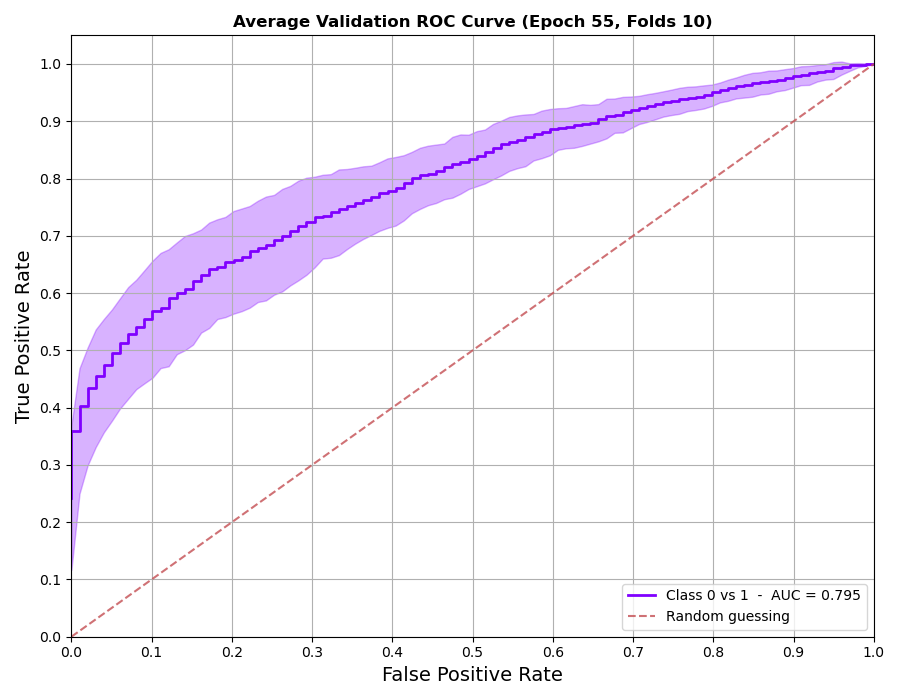 Average Validation ROC Curve (Epoch 55, Folds 10)
True Positive Rate
1.0
0.9
0.8
0.7
0.6
0.5
0.4
0.3
0.2
0.1
0.0
Class 0 vs 1 - AUC = 0.795
Random guessing
0.0 0.1 0.2 0.3 0.4 0.5 0.6 0.7 0.8 0.9 1.0
False Positive Rate